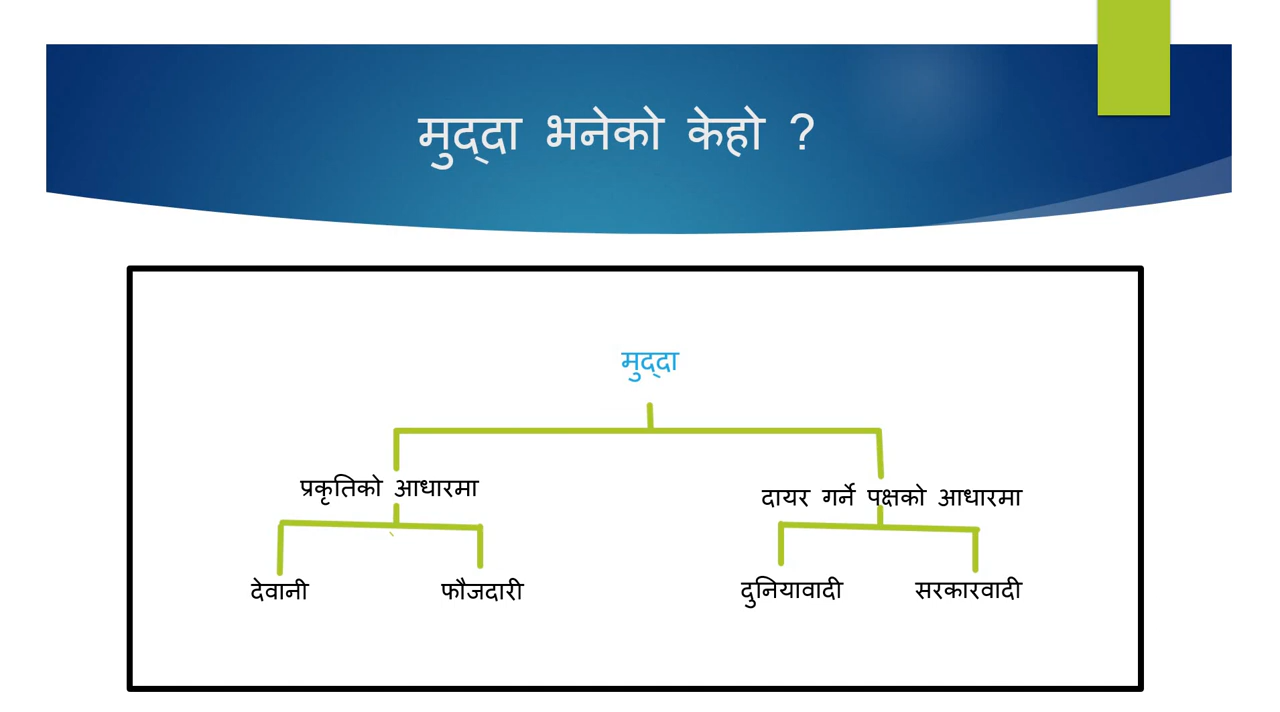 मुद्दा भनेको केहो ?
मुद्दा
प्रकृतिको आधारमा
दायर गर्ने पक्षको आधारमा
देवानी फौजदारी दुनियावादी सरकारवादी